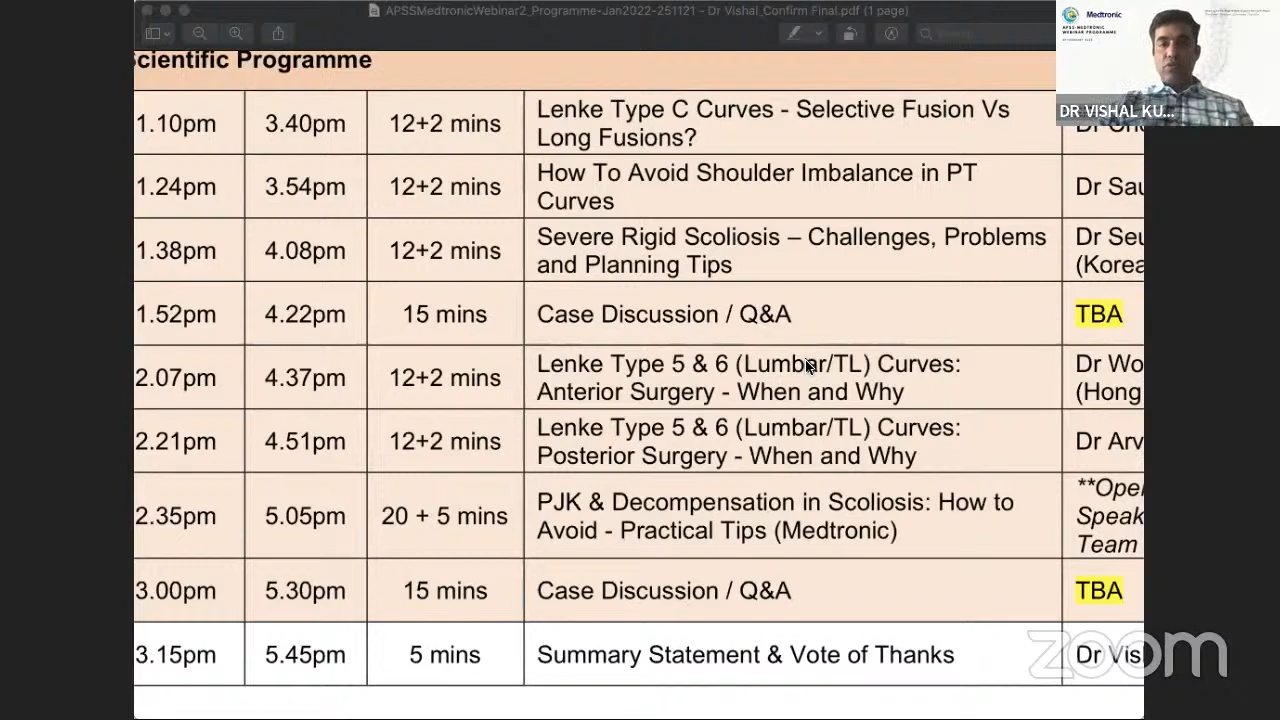 APSSMedtronicWebinar2_Programme-Jan2022-251121 - Dr Vishal_Confirm Final.pdf (1 page)
Search
Medtronic
APSS-MEDTRONIC
WEBINAR PROGRAMME
DR VISHAL KU...
Scientific Programme
1.10pm 3.40pm 12+2 mins Lenke Type C Curves - Selective Fusion Vs
Long Fusions?
1.24pm 3.54pm 12+2 mins How To Avoid Shoulder Imbalance in PT
Curves
Dr Sau
1.38pm 4.08pm 12+2 mins Severe Rigid Scoliosis – Challenges, Problems
and Planning Tips
Dr Seu
(Korea
1.52pm 4.22pm 15 mins Case Discussion / Q&A TBA
2.07pm 4.37pm 12+2 mins Lenke Type 5 & 6 (Lumbar/TL) Curves:
Anterior Surgery - When and Why
Dr Wo
(Hong
2.21pm 4.51pm 12+2 mins Lenke Type 5 & 6 (Lumbar/TL) Curves:
Posterior Surgery - When and Why
Dr Arv
2.35pm 5.05pm 20 + 5 mins PJK & Decompensation in Scoliosis: How to
Avoid - Practical Tips (Medtronic)
**Oper
Speak
Team
3.00pm 5.30pm 15 mins Case Discussion / Q&A TBA
3.15pm 5.45pm 5 mins Summary Statement & Vote of Thanks Dr Vis
zoom